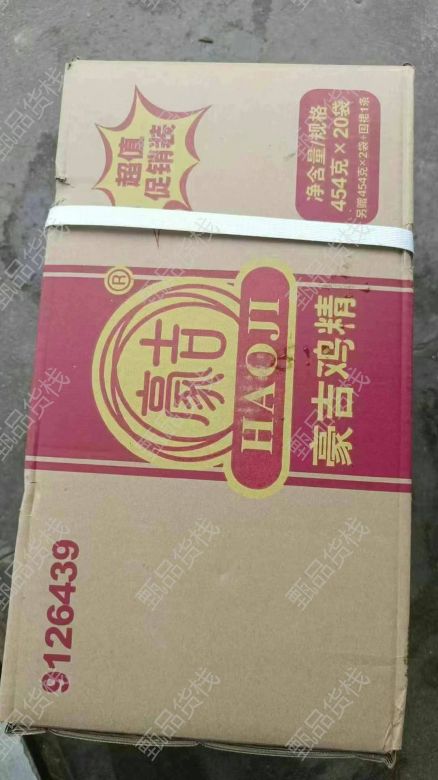 超值
促销装
净含量/规格
454克×20袋
另赠454克×2袋+围裙1条
®
豪吉
HAOJI
豪吉鸡精
9126439
甄品货栈